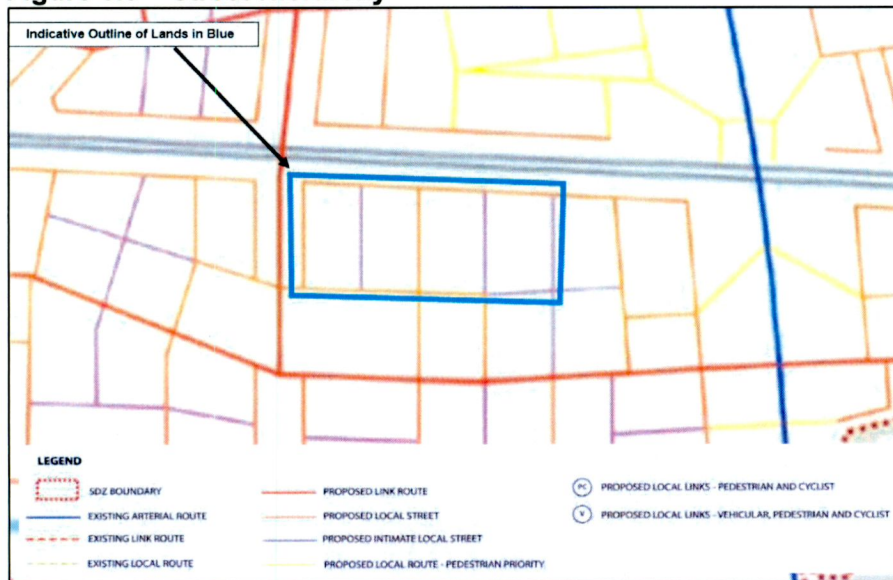 Indicative Outline of Lands in Blue
LEGEND
SDZ BOUNDARY
EXISTING ARTERIAL ROUTE
EXISTING LINK ROUTE
EXISTING LOCAL ROUTE
PROPOSED LINK ROUTE
PROPOSED LOCAL STREET
PROPOSED INTIMATE LOCAL STREET
PROPOSED LOCAL ROUTE - PEDESTRIAN PRIORITY
PC PROPOSED LOCAL LINKS - PEDESTRIAN AND CYCLIST
V PROPOSED LOCAL LINKS - VEHICULAR, PEDESTRIAN AND CYCLIST